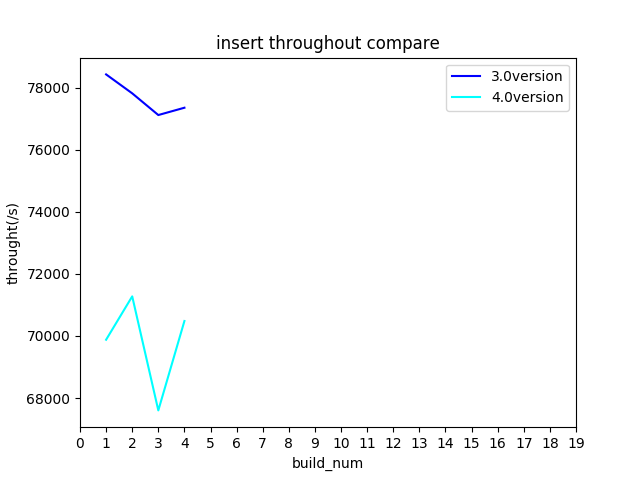 insert throughout compare
3.0version
4.0version
throught(/s)
78000
76000
74000
72000
70000
68000
0 1 2 3 4 5 6 7 8 9 10 11 12 13 14 15 16 17 18 19
build_num